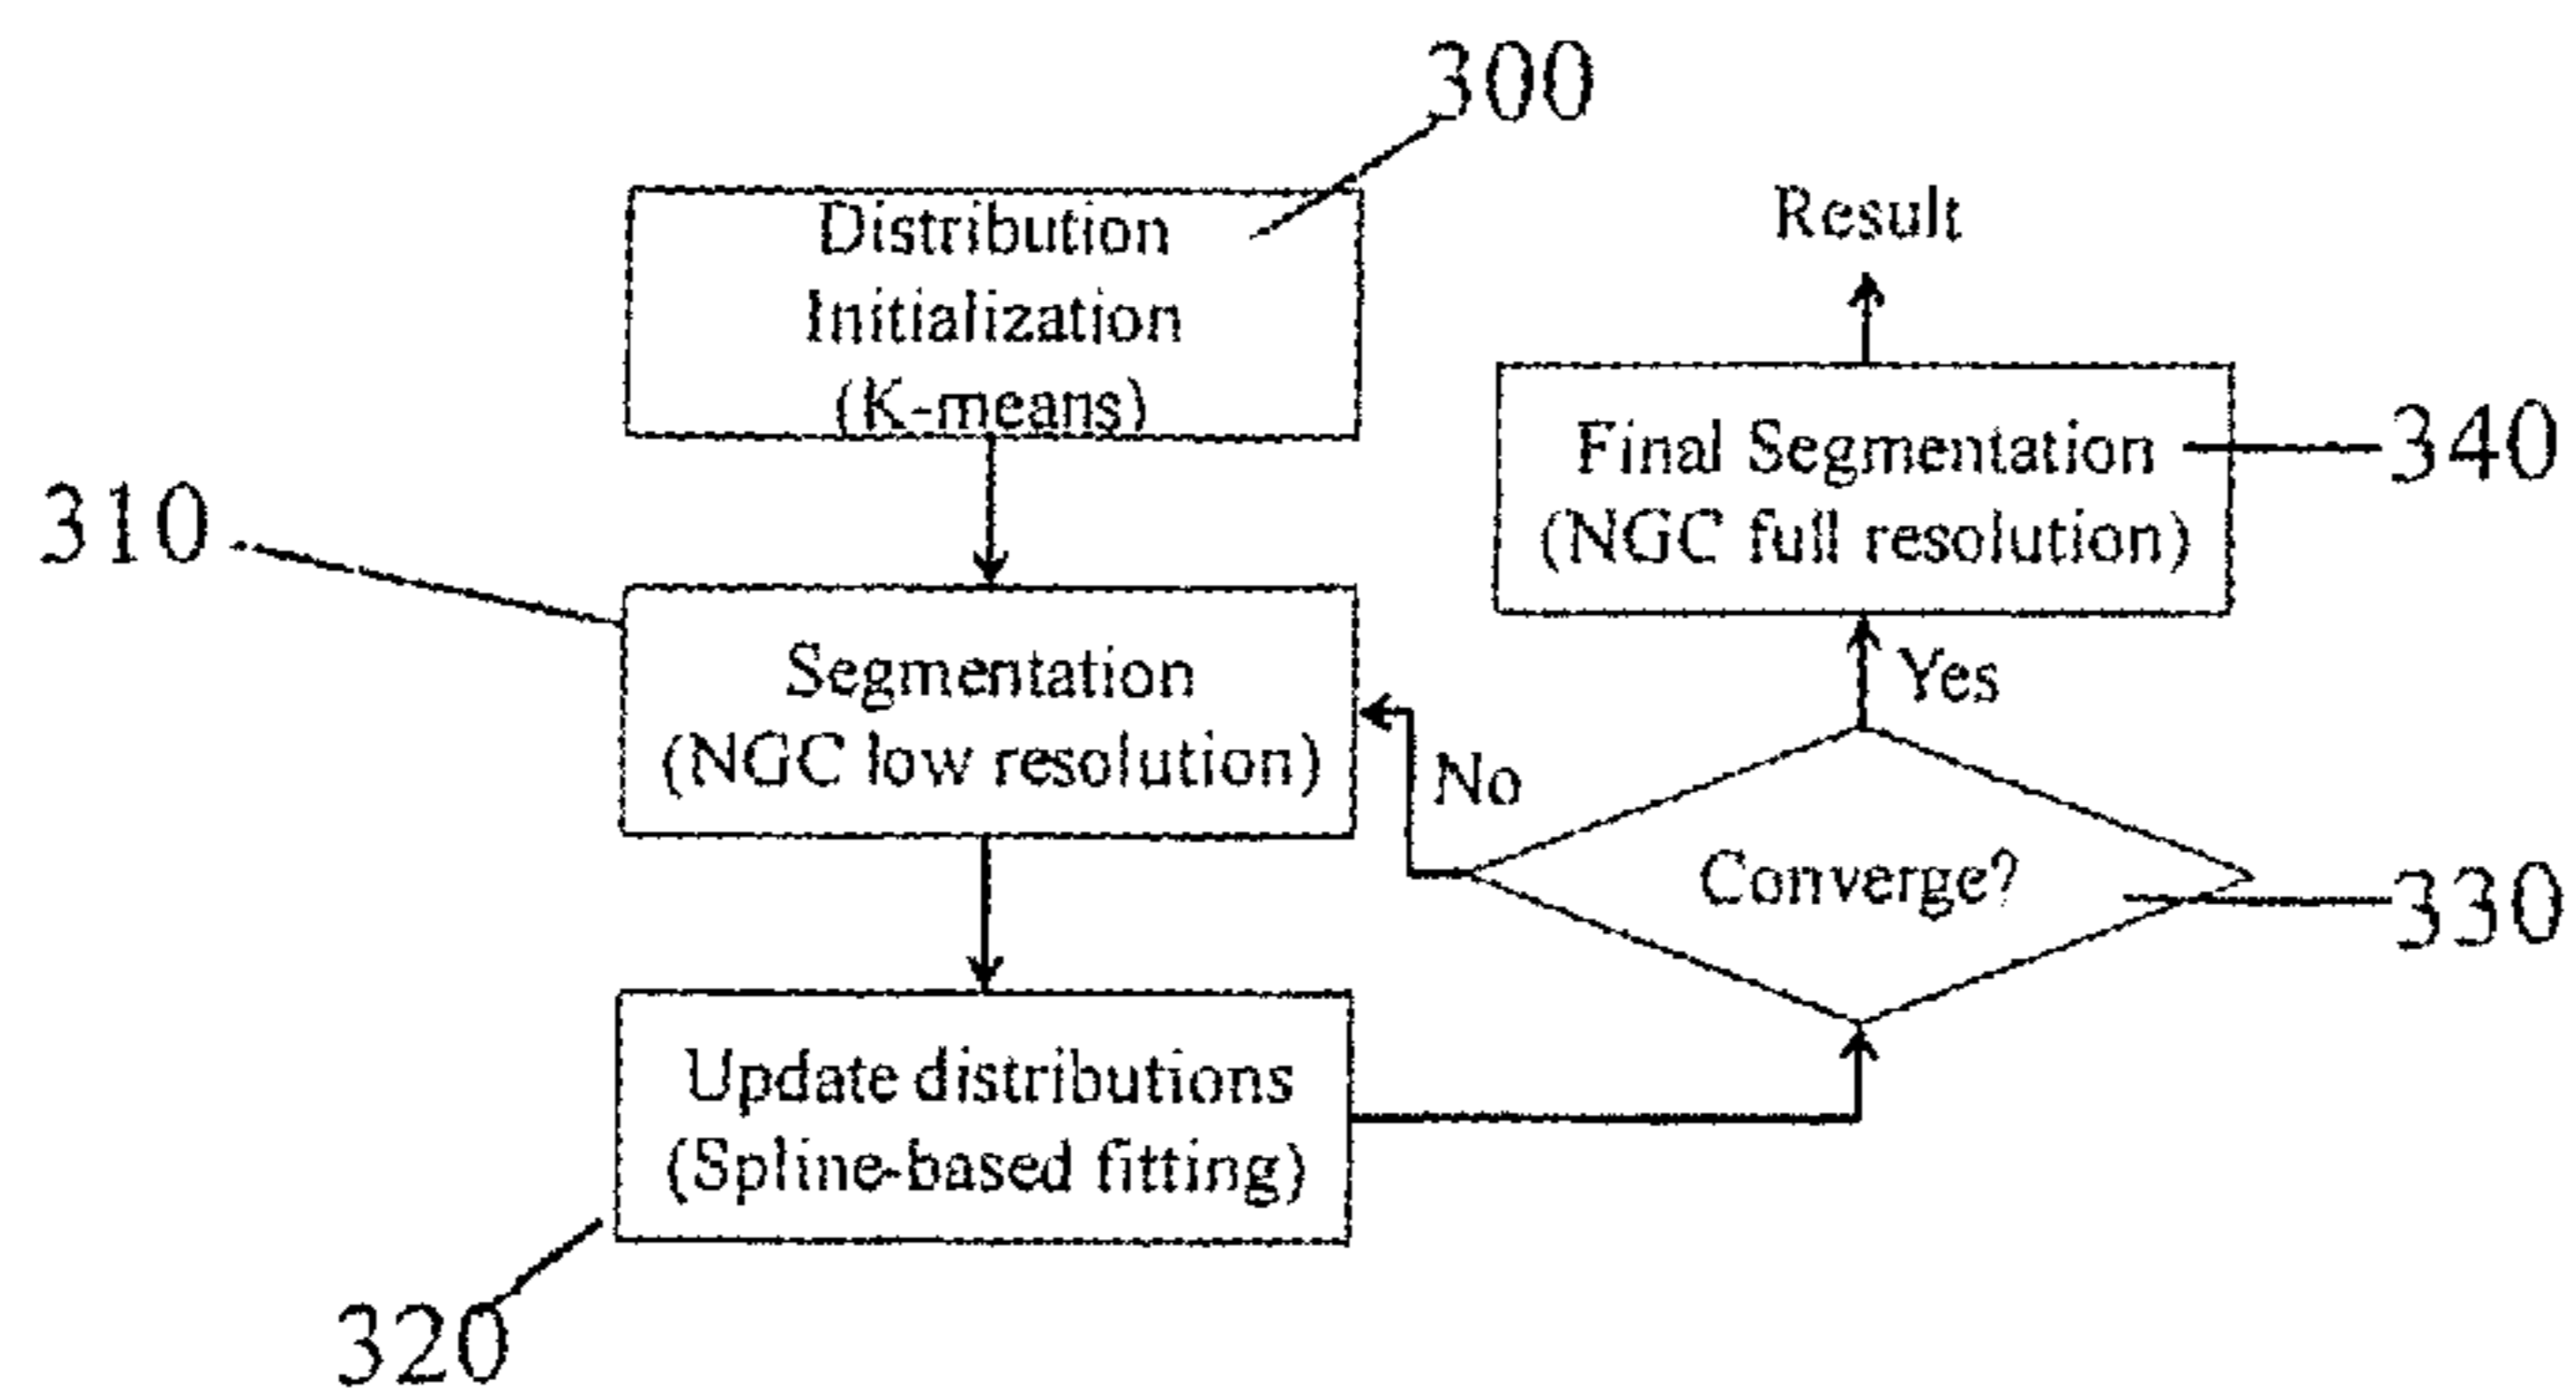 300
Distribution
Initialization
(K-means)
Result
310
Final Segmentation
(NGC full resolution)
340
Segmentation
(NGC low resolution)
Yes
No
Converge?
330
Update distributions
(Spline-based fitting)
320